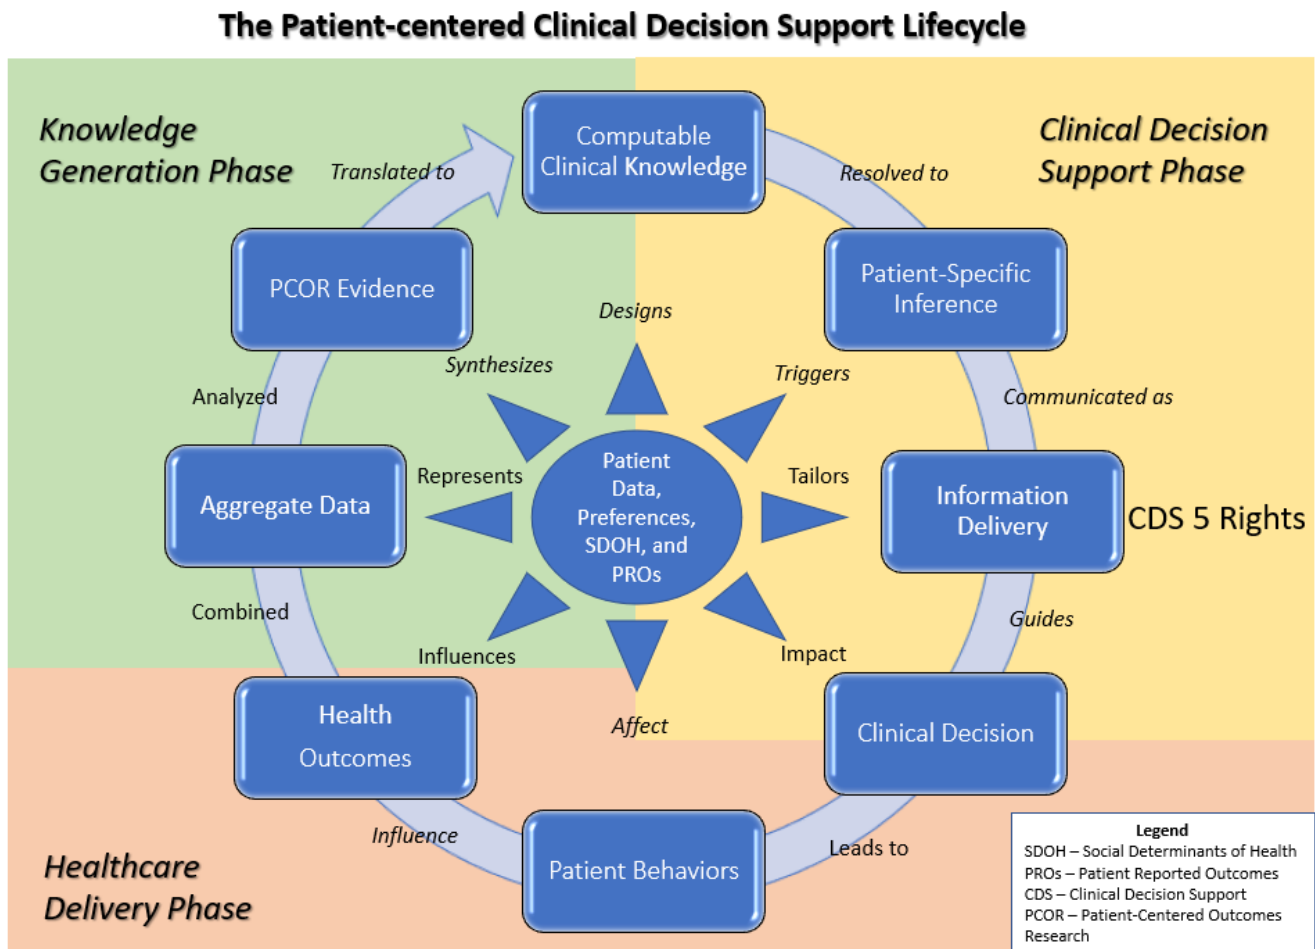 The Patient-centered Clinical Decision Support Lifecycle
Knowledge
Generation Phase
Clinical Decision
Support Phase
Translated to
Computable
Clinical Knowledge
Resolved to
PCOR Evidence
Patient-Specific
Inference
Designs
Synthesizes
Triggers
Analyzed
Communicated as
Represents
Patient
Data,
Preferences,
SDOH, and
PROs
Tailors
Aggregate Data
Information
Delivery
CDS 5 Rights
Combined
Guides
Influences
Impact
Health
Outcomes
Affect
Clinical Decision
Influence
Patient Behaviors
Leads to
Healthcare
Delivery Phase
Legend
SDOH – Social Determinants of Health
PROs – Patient Reported Outcomes
CDS – Clinical Decision Support
PCOR – Patient-Centered Outcomes
Research